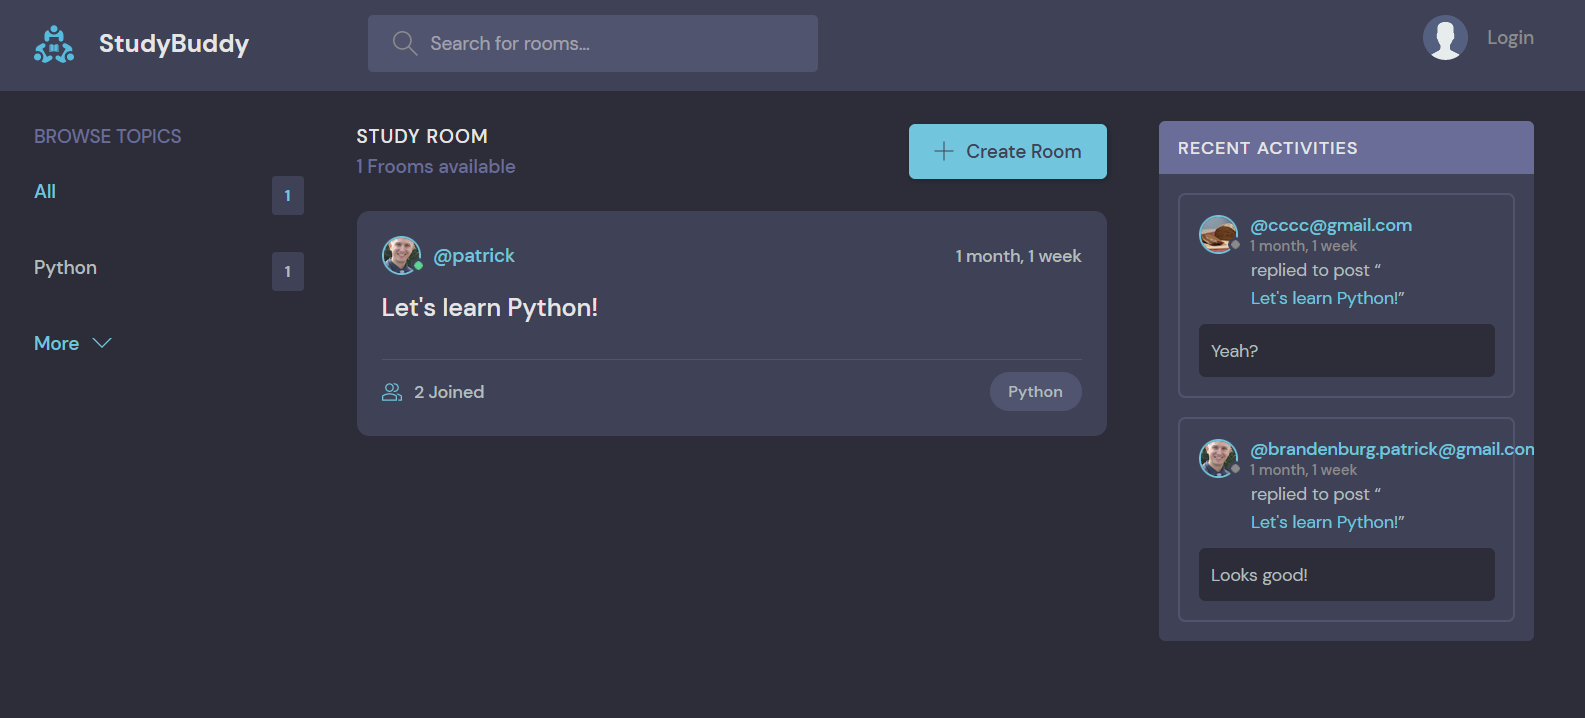 StudyBuddy
Search for rooms...
Login
BROWSE TOPICS
All
1
Python
1
More
STUDY ROOM
1 Frooms available
Create Room
@patrick
1 month, 1 week
Let's learn Python!
2 Joined
Python
RECENT ACTIVITIES
@cccc@gmail.com
1 month, 1 week
replied to post “
Let's learn Python!”
Yeah?
@brandenburg.patrick@gmail.com
1 month, 1 week
replied to post “
Let's learn Python!”
Looks good!